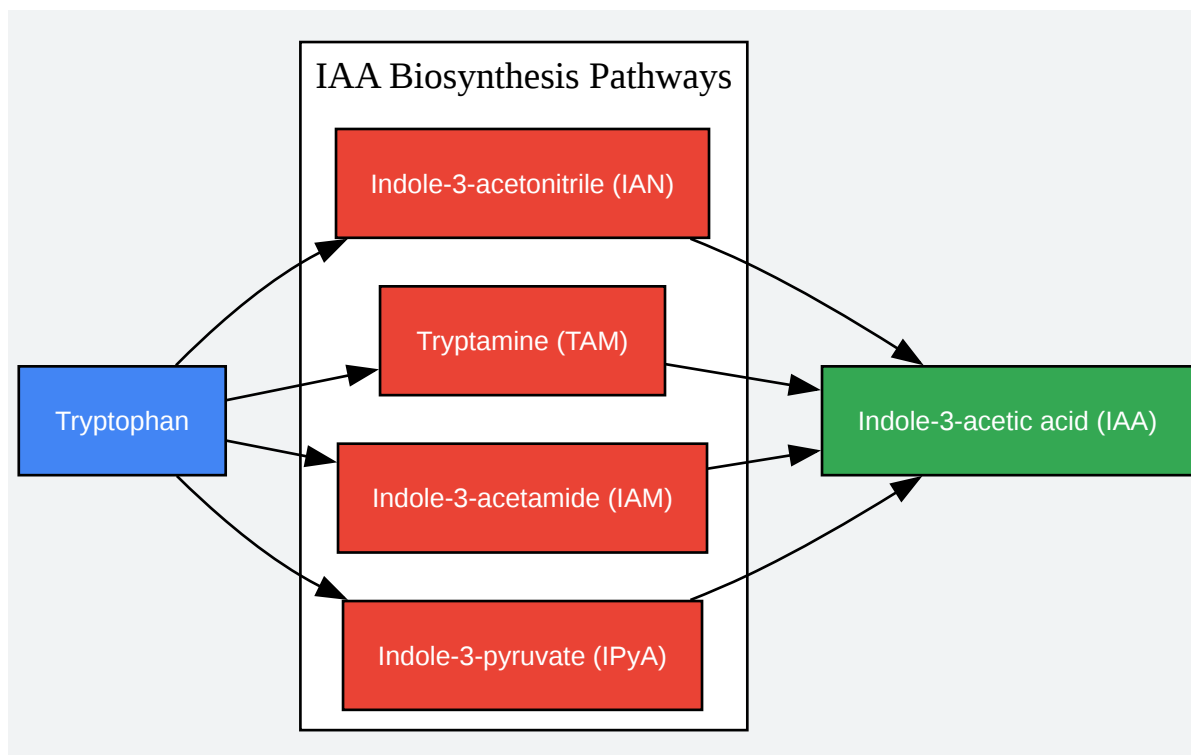 IAA Biosynthesis Pathways
Indole-3-acetonitrile (IAN)
Tryptamine (TAM)
Tryptophan
Indole-3-acetic acid (IAA)
Indole-3-acetamide (IAM)
Indole-3-pyruvate (IPyA)